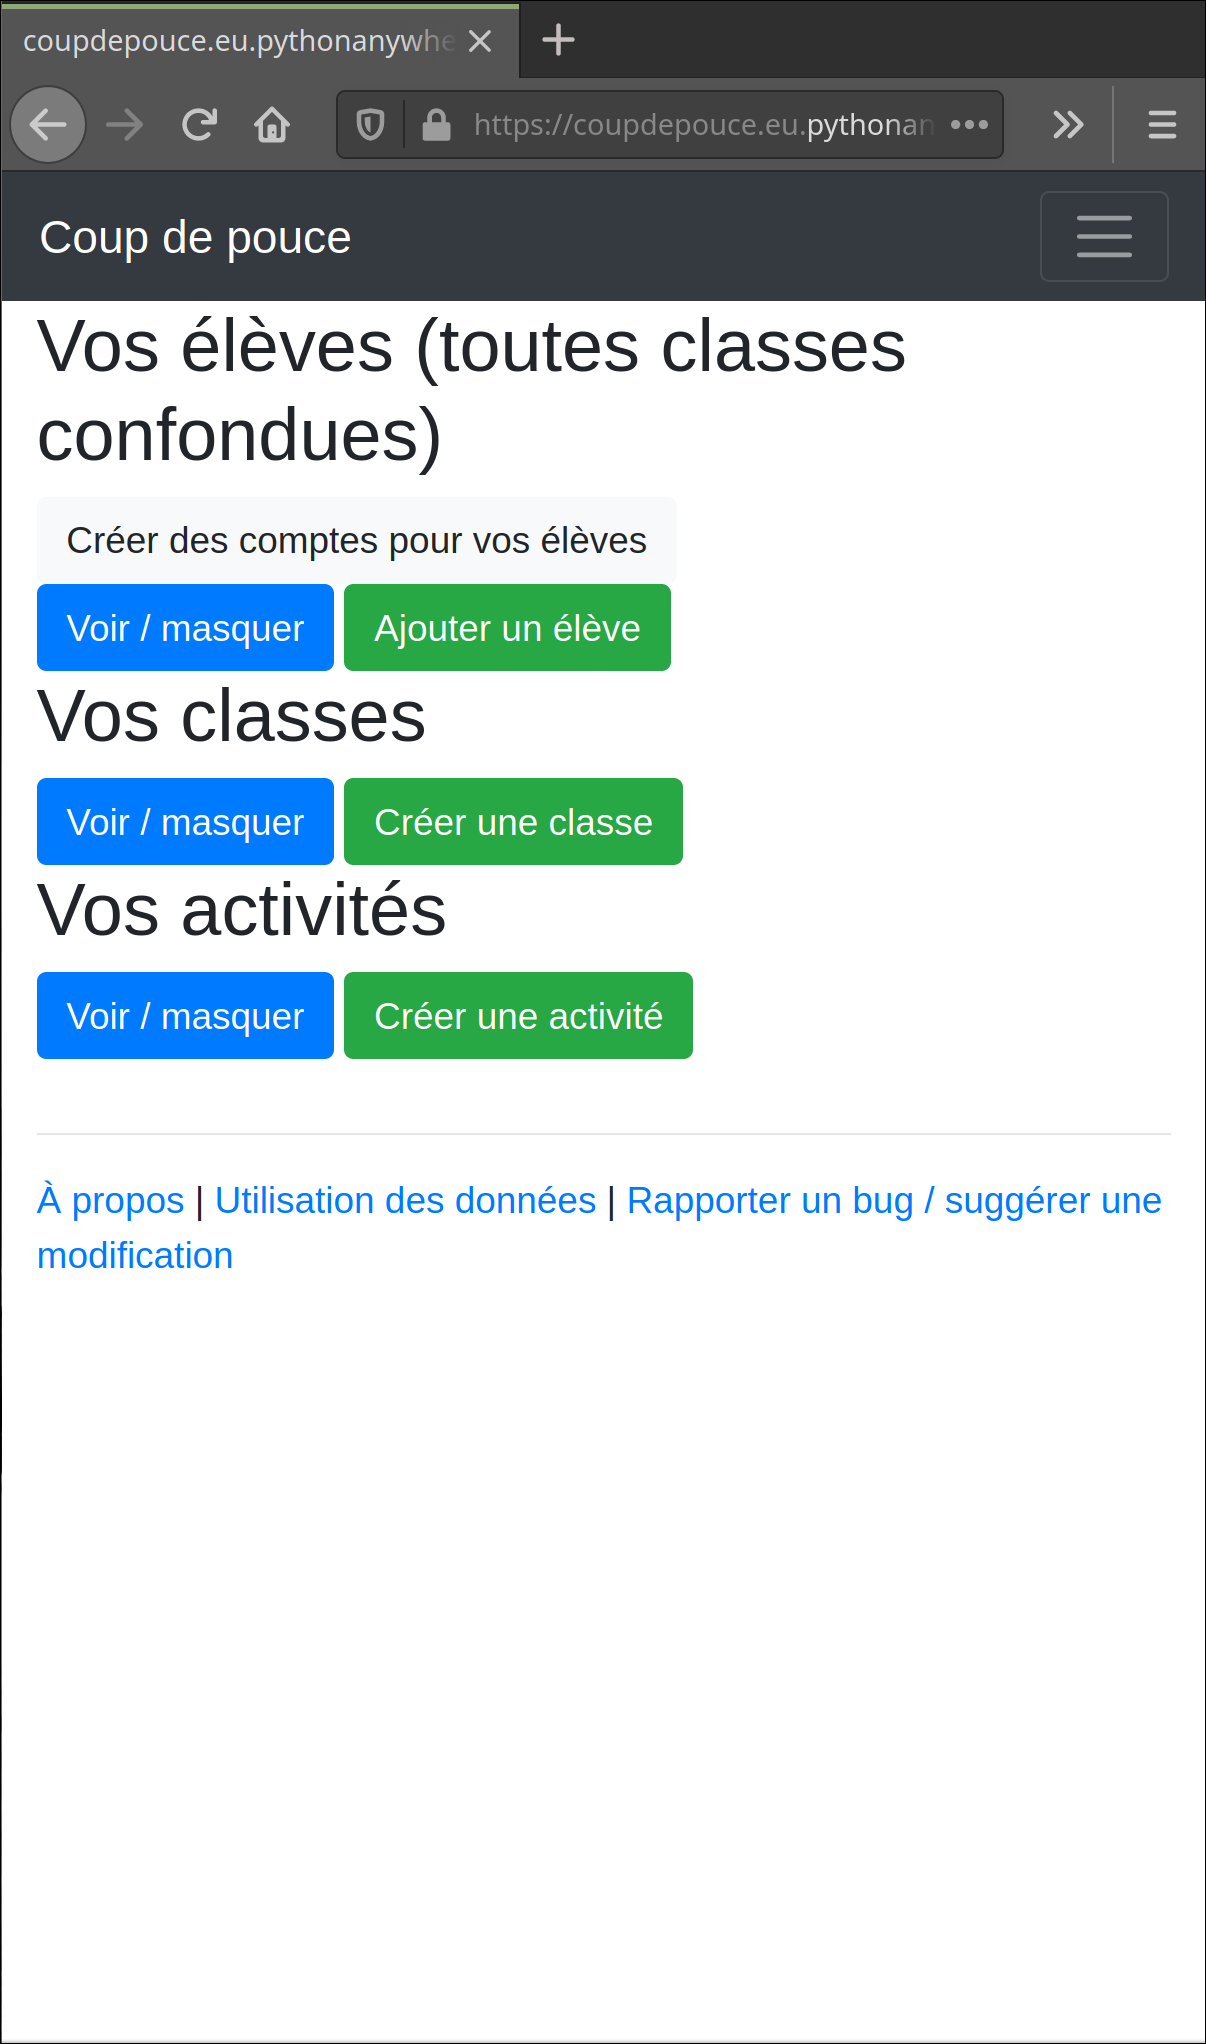 coupdepouce.eu.pythonanywhe
https://coupdepouce.eu.pythonan
Coup de pouce
Vos élèves (toutes classes
confondues)
Créer des comptes pour vos élèves
Voir / masquer Ajouter un élève
Vos classes
Voir / masquer Créer une classe
Vos activités
Voir / masquer Créer une activité
À propos | Utilisation des données | Rapporter un bug / suggérer une
modification